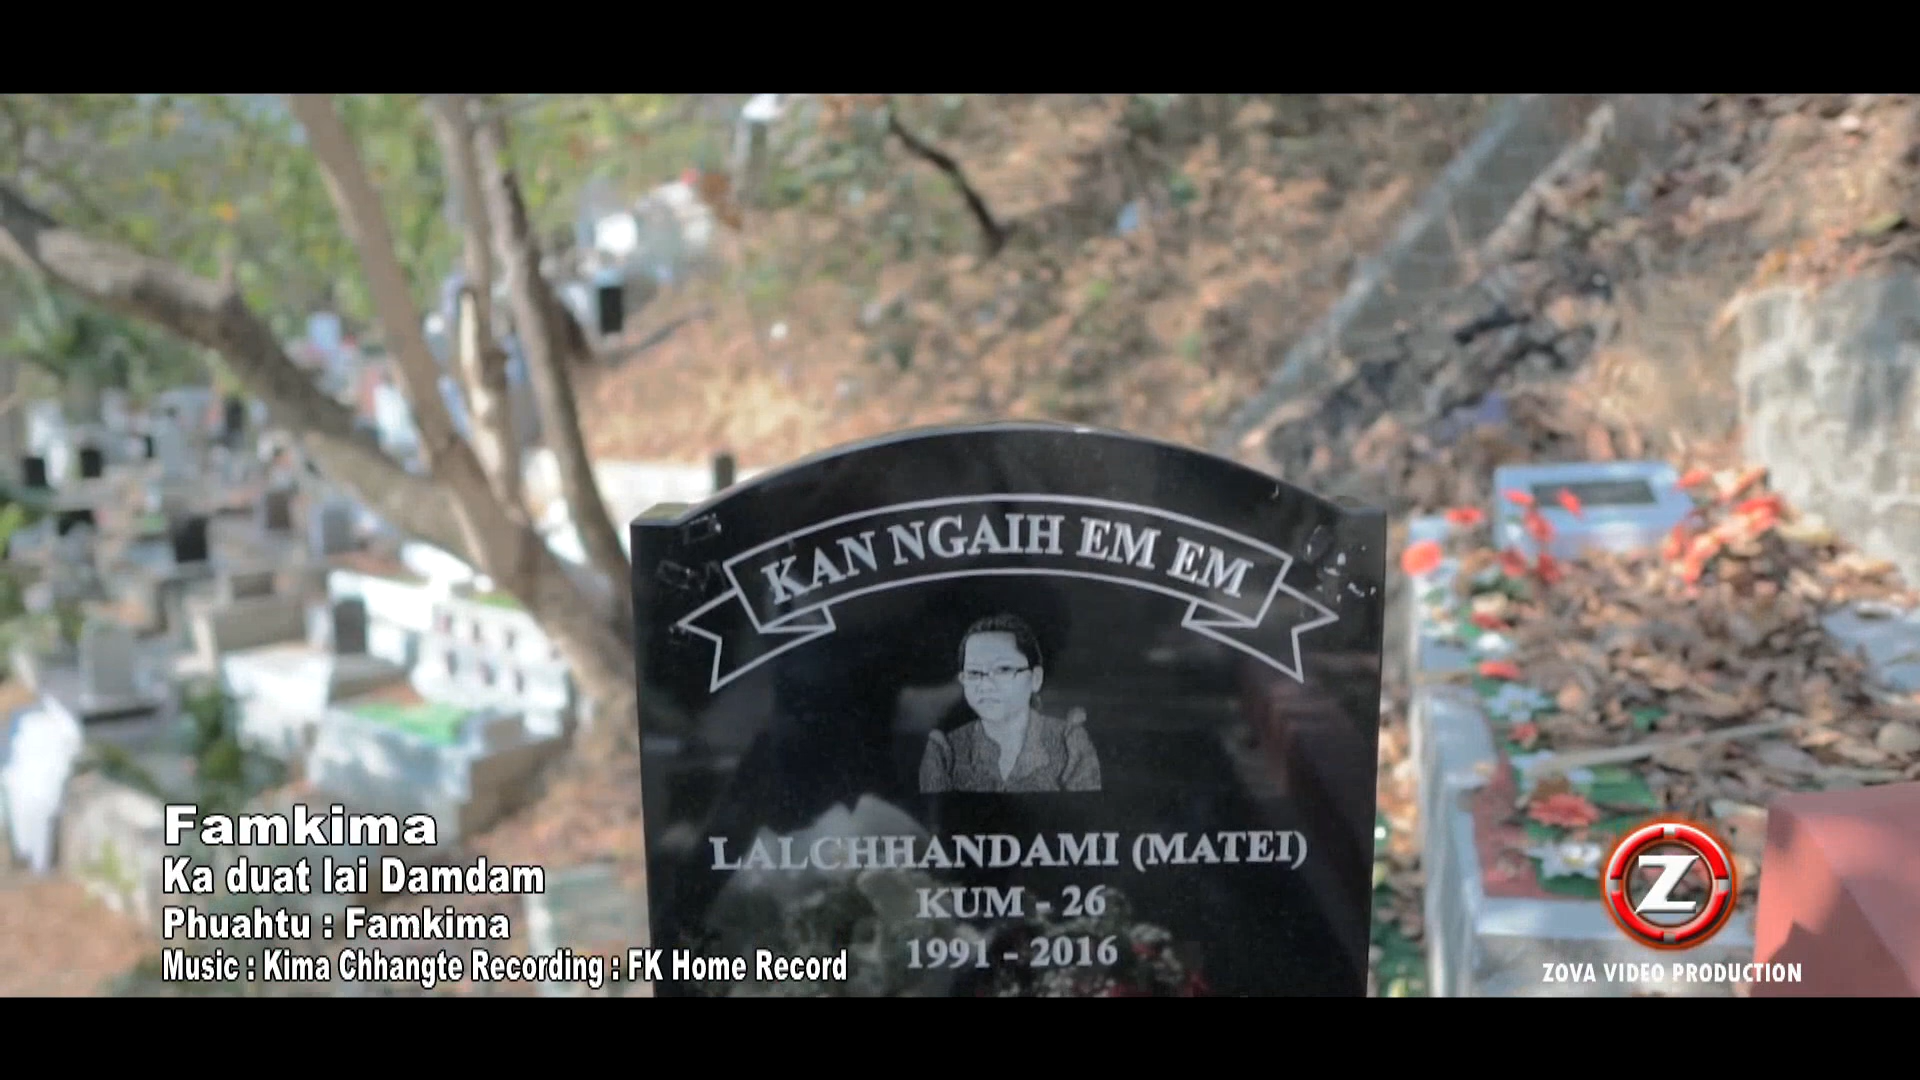 KAN NGAIH EM EM
LALCHHANDAMI (MATEI)
KUM - 26
1991 - 2016
Famkima
Ka duat lai Damdam
Phuahtu : Famkima
Music : Kima Chhangte Recording : FK Home Record
Z
ZOVA VIDEO PRODUCTION